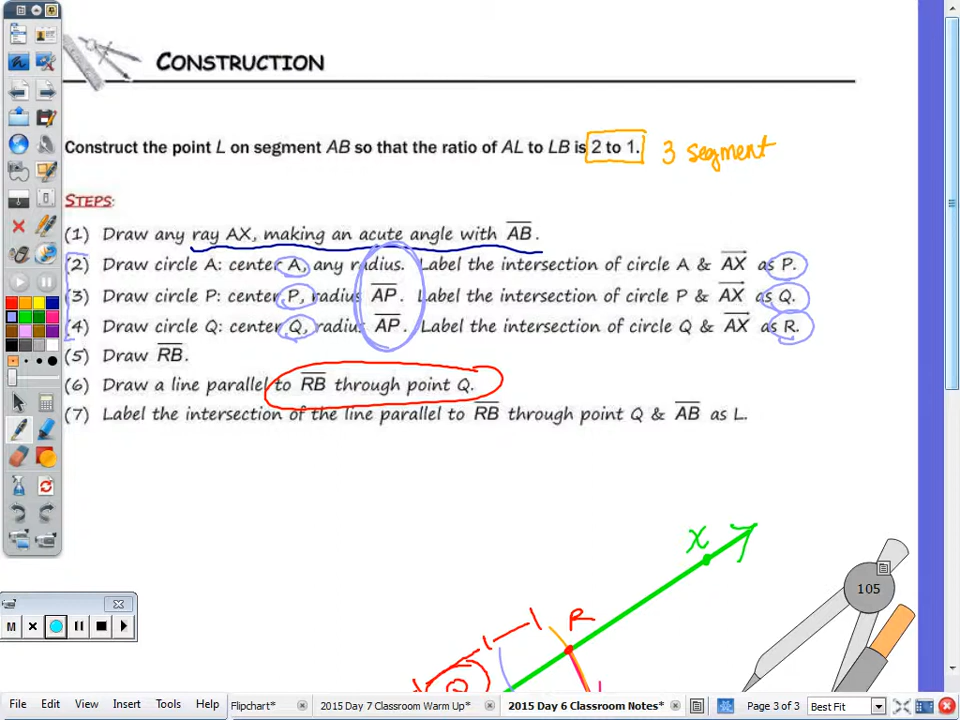 CONSTRUCTION
Construct the point L on segment AB so that the ratio of AL to LB is 2 to 1. 3 segment
STEPS:
(1) Draw any ray AX, making an acute angle with AB.
(2) Draw circle A: center A, any radius. Label the intersection of circle A & AX as P.
(3) Draw circle P: center P, radius AP. Label the intersection of circle P & AX as Q.
(4) Draw circle Q: center Q, radius AP. Label the intersection of circle Q & AX as R.
(5) Draw RB.
(6) Draw a line parallel to RB through point Q.
(7) Label the intersection of the line parallel to RB through point Q & AB as L.
X
105
R
M
File Edit View Insert Tools Help Flipchart* 2015 Day 7 Classroom Warm Up* 2015 Day 6 Classroom Notes* Page 3 of 3 Best Fit